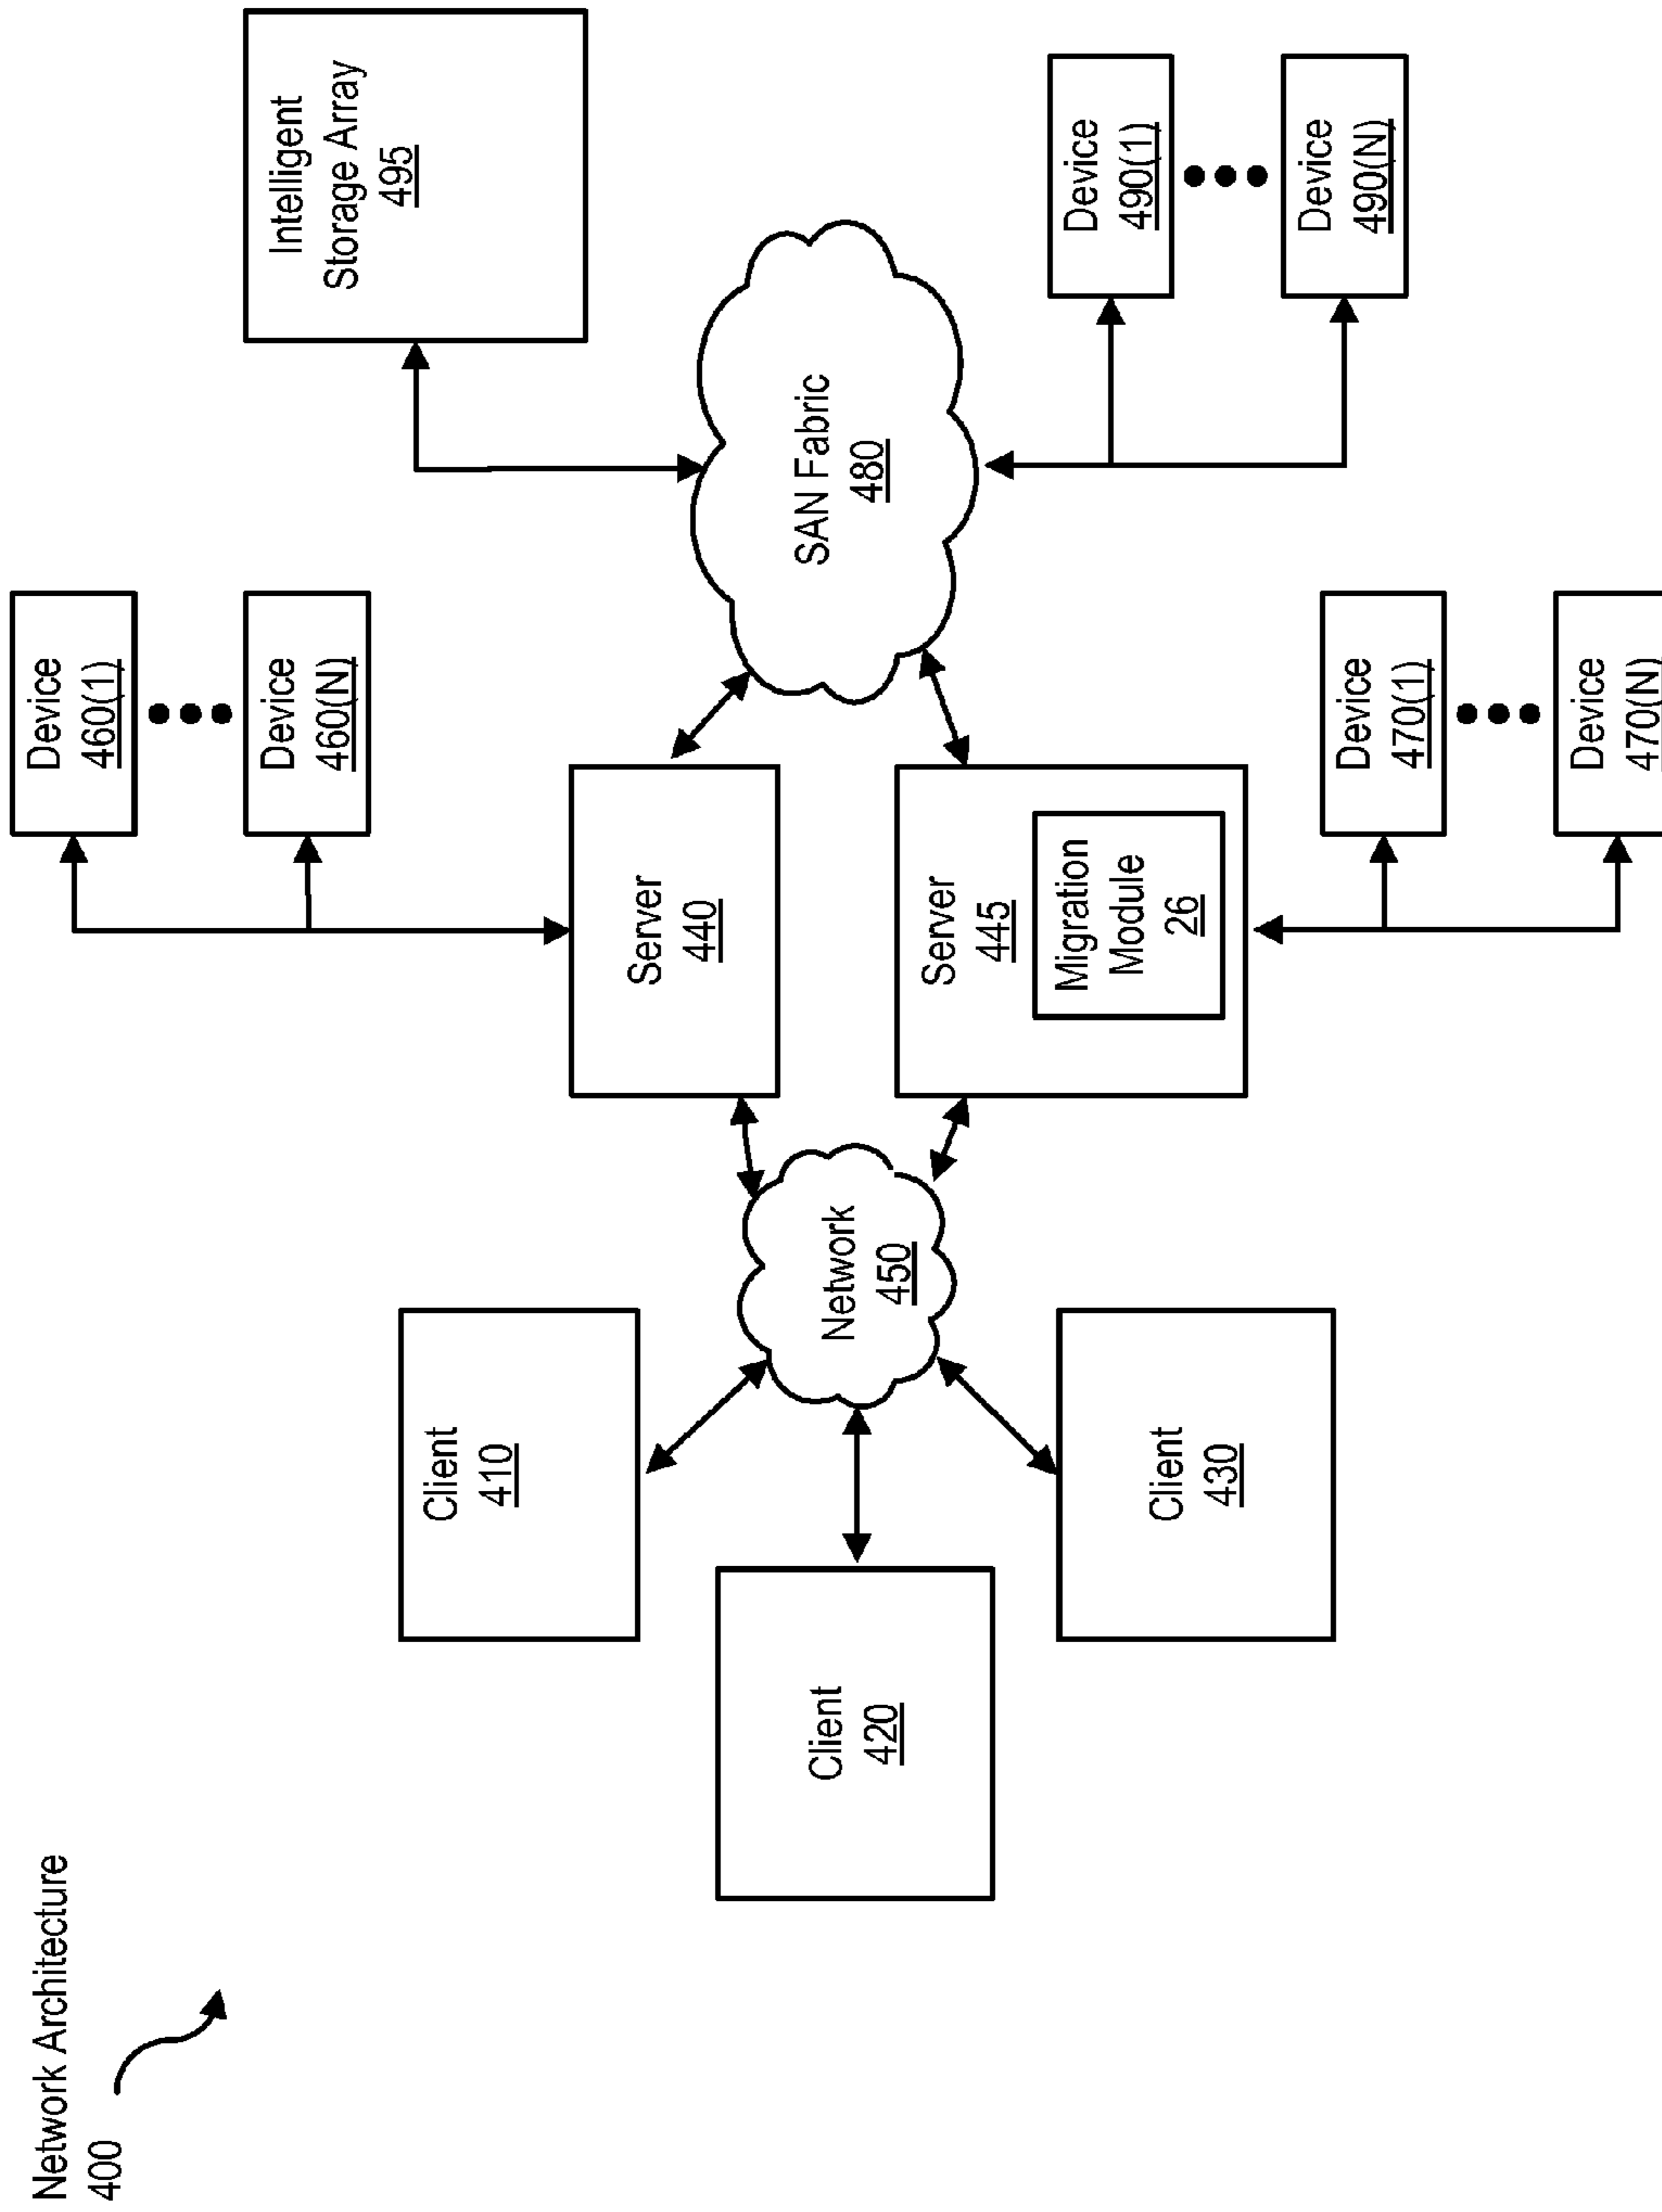 Network Architecture
400
Client
410
Client
420
Client
430
Network
450
Server
440
Server
445
Migration
Module
26
Device
460(1)
Device
460(N)
Device
470(1)
Device
470(N)
SAN Fabric
480
Intelligent
Storage Array
495
Device
490(1)
Device
490(N)